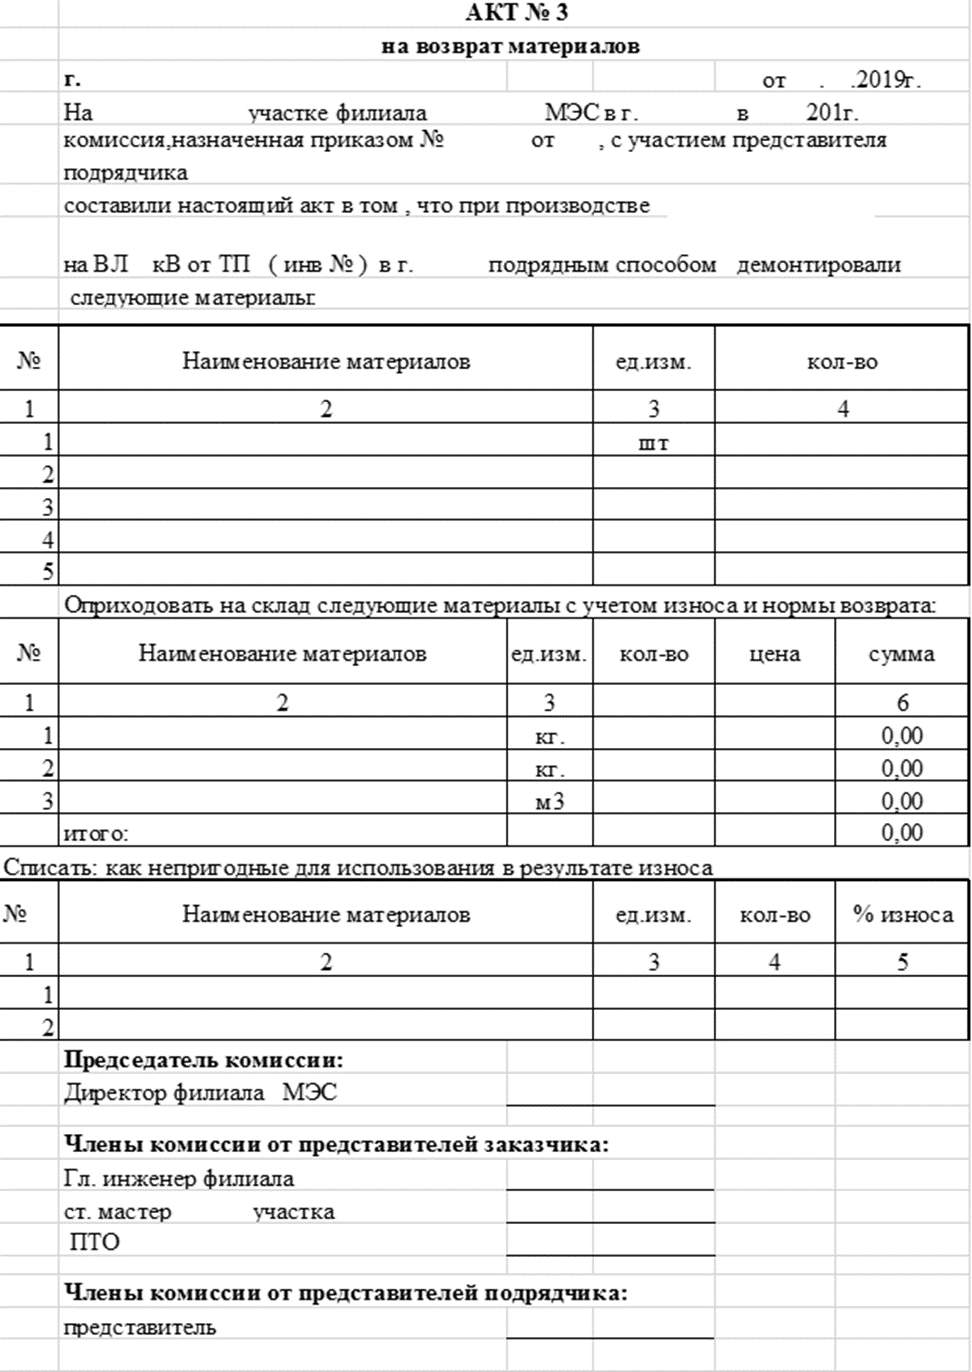 АКТ № 3
на возврат материалов
г. от . .2019г.
На участке филиала МЭС в г. в 201г.
комиссия,назначенная приказом № от , с участием представителя
подрядчика
составили настоящий акт в том , что при производстве
на ВЛ кВ от ТП ( инв № ) в г. подрядным способом демонтировали
следующие материалы:
№ Наименование материалов ед.изм. кол-во
1 2 3 4
1 шт
2
3
4
5
Оприходовать на склад следующие материалы с учетом износа и нормы возврата:
№ Наименование материалов ед.изм. кол-во цена сумма
1 2 3 6
1 кг. 0,00
2 кг. 0,00
3 м3 0,00
итого: 0,00
Списать: как непригодные для использования в результате износа
№ Наименование материалов ед.изм. кол-во % износа
1 2 3 4 5
1
2
Председатель комиссии:
Директор филиала МЭС
Члены комиссии от представителей заказчика:
Гл. инженер филиала
ст. мастер участка
ПТО
Члены комиссии от представителей подрядчика:
представитель